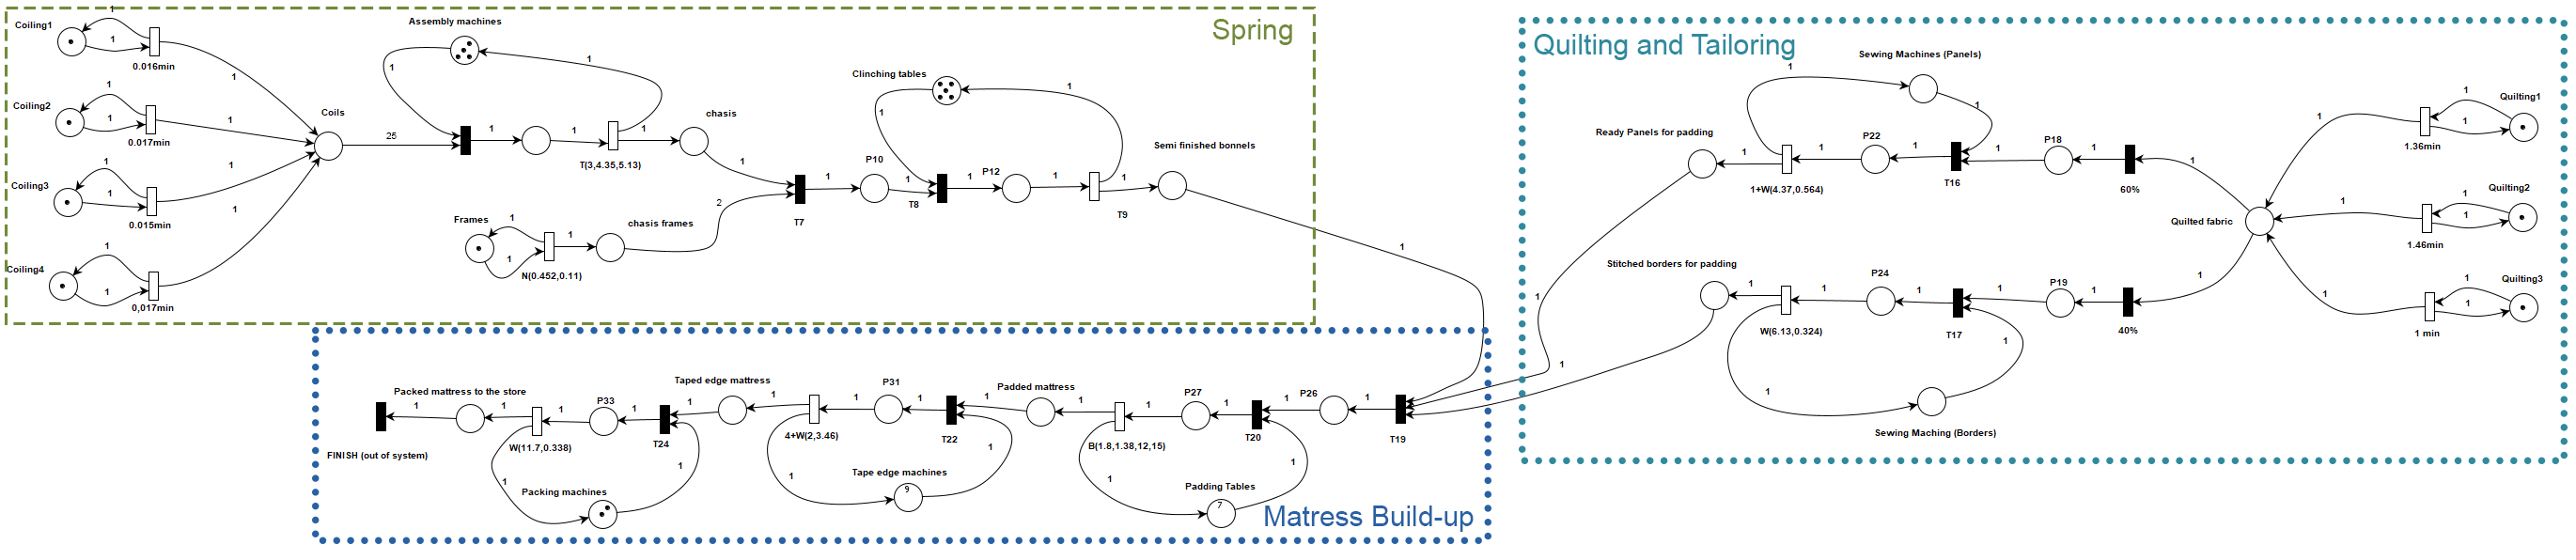 Spring
Coiling1
1
1
0.016min
Coiling2
1
1
0.017min
Coiling3
1
1
0.015min
Coiling4
1
1
0,017min
1
1
1
1
Coils
25
Assembly machines
1
1
1
1
1
T(3,4.35,5.13)
chasis
1
Frames
1
1
1
N(0.452,0.11)
chasis frames
2
T7
1
P10
1
T8
Clinching tables
1
1
1
P12
1
1
T9
Semi finished bonnels
1
Quilting and Tailoring
Sewing Machines (Panels)
1
1
Ready Panels for padding
1
1+W(4.37,0.564)
1
P22
1
T16
1
P18
1
60%
1
Quilted fabric
1
1
1
1
1.36min
Quilting1
1
1
1.46min
Quilting2
1
1
1 min
Quilting3
1
1
Stitched borders for padding
1
W(6.13,0.324)
1
P24
1
T17
1
P19
1
40%
1
1
1
Sewing Maching (Borders)
1
Matress Build-up
Packed mattress to the store
1
FINISH (out of system)
1
W(11.7,0.338)
1
P33
1
T24
1
Packing machines
1
Taped edge mattress
1
1
4+W(2,3.46)
1
P31
1
T22
1
Tape edge machines
9
1
1
Padded mattress
1
B(1.8,1.38,12,15)
1
P27
1
T20
1
Padding Tables
7
1
1
P26
1
T19